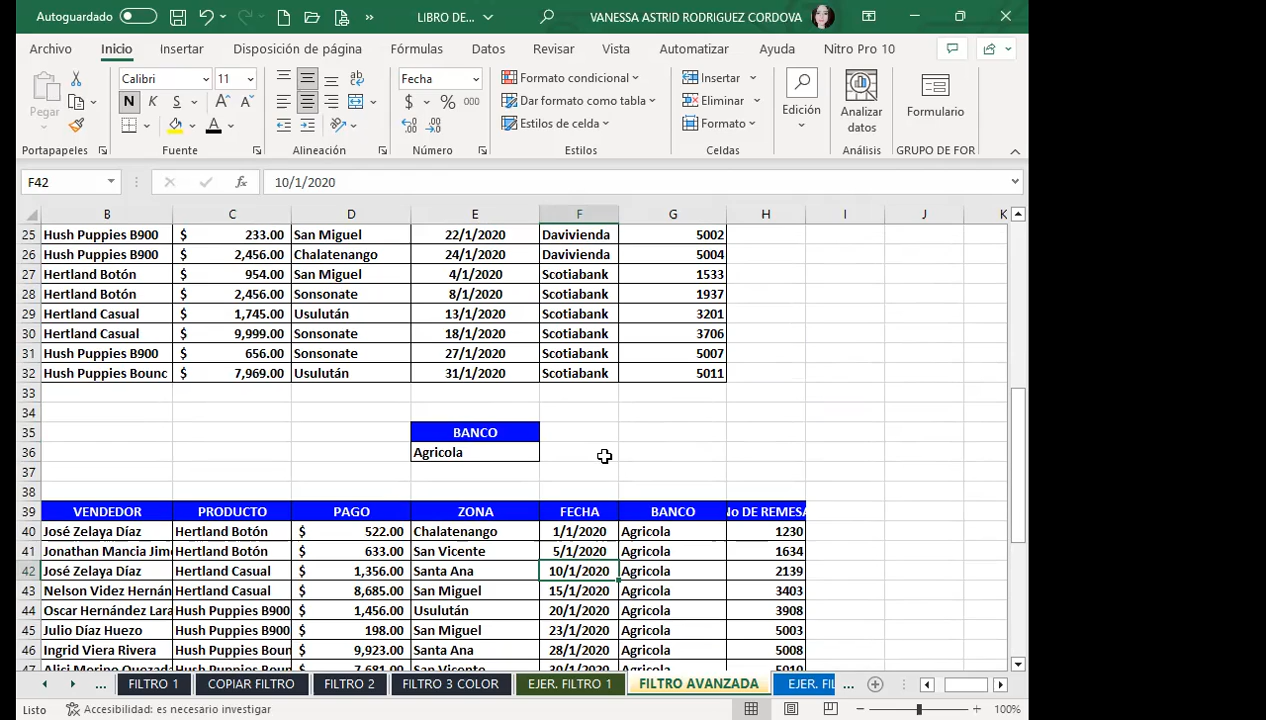 Autoguardado LIBRO DE... VANESSA ASTRID RODRIGUEZ CORDOVA
Archivo Inicio Insertar Disposición de página Fórmulas Datos Revisar Vista Automatizar Ayuda Nitro Pro 10
Pegar Calibri 11 Fecha Formato condicional Insertar Edición Analizar datos Formulario
N K S $ % 000 Dar formato como tabla Eliminar
Estilos de celda Formato
Portapapeles Fuente Alineación Número Estilos Celdas Análisis GRUPO DE FOR
F42 fx 10/1/2020
B C D E F G H I J K
25 Hush Puppies B900 $ 233.00 San Miguel 22/1/2020 Davivienda 5002
26 Hush Puppies B900 $ 2,456.00 Chalatenango 24/1/2020 Davivienda 5004
27 Hertland Botón $ 954.00 San Miguel 4/1/2020 Scotiabank 1533
28 Hertland Botón $ 2,456.00 Sonsonate 8/1/2020 Scotiabank 1937
29 Hertland Casual $ 1,745.00 Usulután 13/1/2020 Scotiabank 3201
30 Hertland Casual $ 9,999.00 Sonsonate 18/1/2020 Scotiabank 3706
31 Hush Puppies B900 $ 656.00 Sonsonate 27/1/2020 Scotiabank 5007
32 Hush Puppies Bounc $ 7,969.00 Usulután 31/1/2020 Scotiabank 5011
33
34
35 BANCO
36 Agricola
37
38
39 VENDEDOR PRODUCTO PAGO ZONA FECHA BANCO No DE REMESA
40 José Zelaya Díaz Hertland Botón $ 522.00 Chalatenango 1/1/2020 Agricola 1230
41 Jonathan Mancia Jim Hertland Botón $ 633.00 San Vicente 5/1/2020 Agricola 1634
42 José Zelaya Díaz Hertland Casual $ 1,356.00 Santa Ana 10/1/2020 Agricola 2139
43 Nelson Videz Hernán Hertland Casual $ 8,685.00 San Miguel 15/1/2020 Agricola 3403
44 Oscar Hernández Lara Hush Puppies B900 $ 1,456.00 Usulután 20/1/2020 Agricola 3908
45 Julio Díaz Huezo Hush Puppies B900 $ 198.00 San Miguel 23/1/2020 Agricola 5003
46 Ingrid Viera Rivera Hush Puppies Boun $ 9,923.00 Santa Ana 28/1/2020 Agricola 5008
47 Alici Merino Quezada Hush Puppies Boun $ 7,681.00 San Vicente 30/1/2020 Agricola 5010
... FILTRO 1 COPIAR FILTRO FILTRO 2 FILTRO 3 COLOR EJER. FILTRO 1 FILTRO AVANZADA EJER. FIL ...
Listo Accesibilidad: es necesario investigar 100%